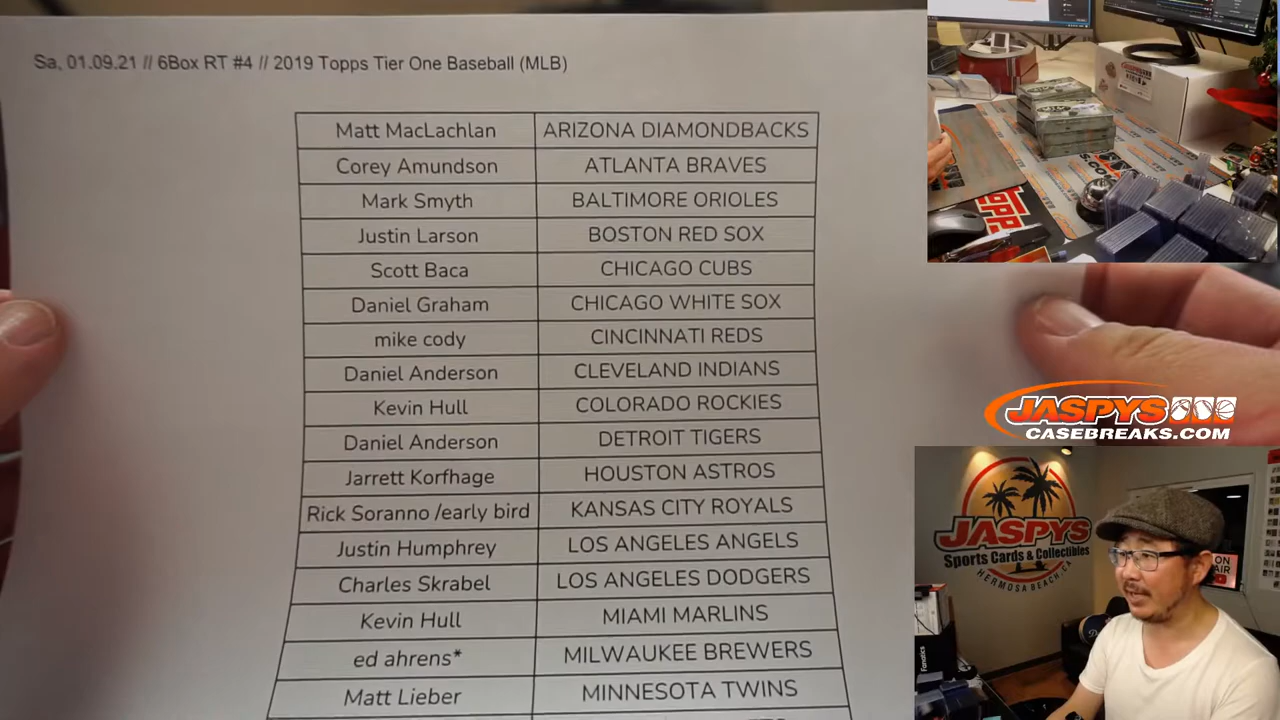 Sa, 01.09.21 // 6Box RT #4 // 2019 Topps Tier One Baseball (MLB)
Matt MacLachlan ARIZONA DIAMONDBACKS
Corey Amundson ATLANTA BRAVES
Mark Smyth BALTIMORE ORIOLES
Justin Larson BOSTON RED SOX
Scott Baca CHICAGO CUBS
Daniel Graham CHICAGO WHITE SOX
mike cody CINCINNATI REDS
Daniel Anderson CLEVELAND INDIANS
Kevin Hull COLORADO ROCKIES
Daniel Anderson DETROIT TIGERS
Jarrett Korfhage HOUSTON ASTROS
Rick Soranno /early bird KANSAS CITY ROYALS
Justin Humphrey LOS ANGELES ANGELS
Charles Skrabel LOS ANGELES DODGERS
Kevin Hull MIAMI MARLINS
ed ahrens* MILWAUKEE BREWERS
Matt Lieber MINNESOTA TWINS
topps
JASPYS
CASEBREAKS.COM
JASPYS
Sports Cards & Collectibles
HERMOSA BEACH, CA
ON
AIR
Fanatics